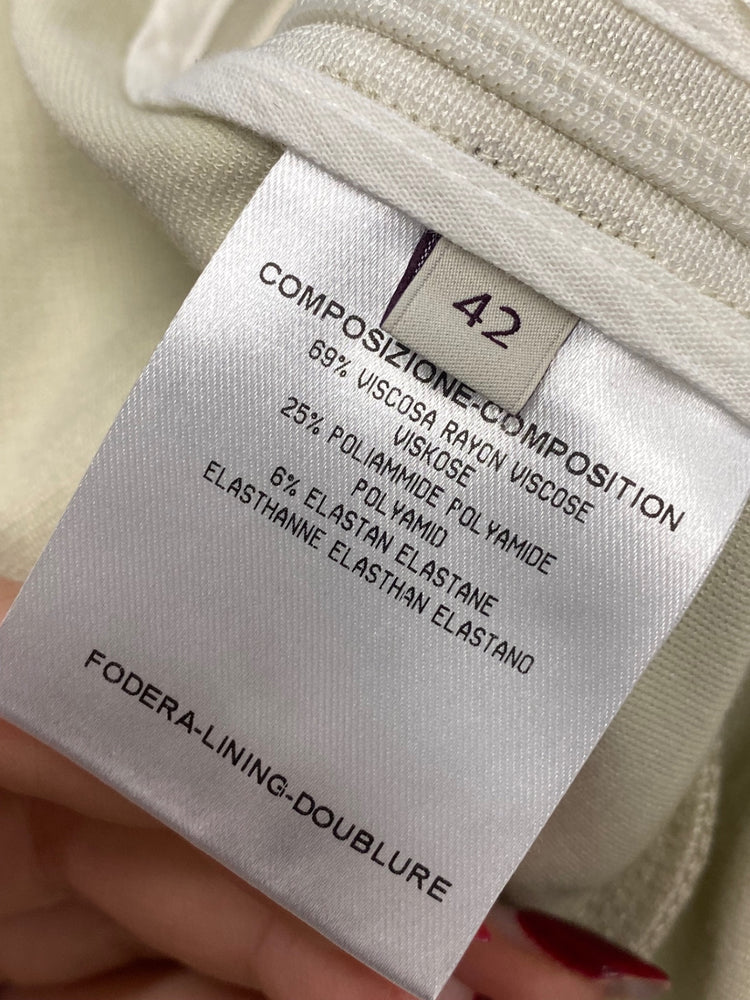 42
COMPOSIZIONE-COMPOSITION
69% VISCOSA RAYON VISCOSE
VISKOSE
25% POLIAMMIDE POLYAMIDE
POLYAMID
6% ELASTAN ELASTANE
ELASTHANNE ELASTHAN ELASTANO
FODERA-LINING-DOUBLURE